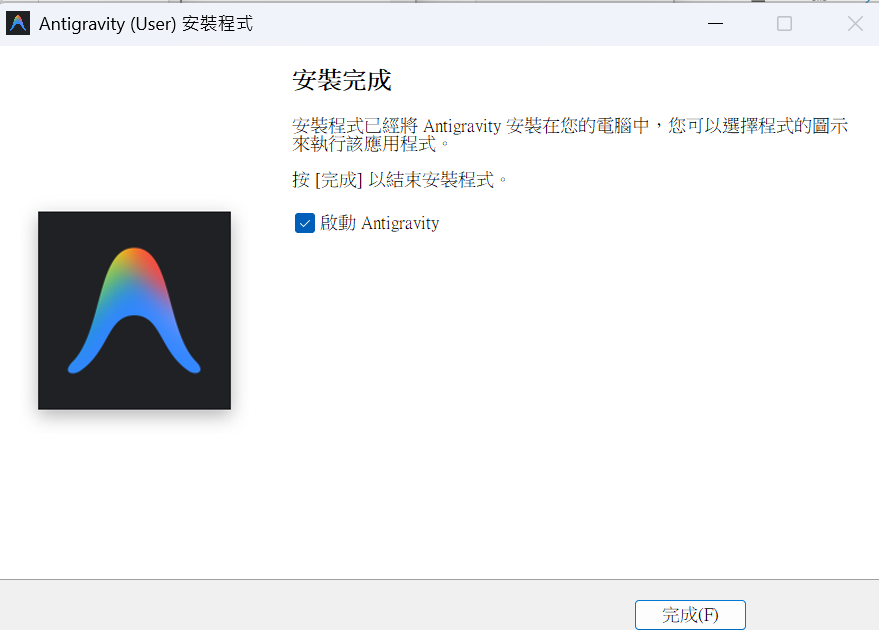 Antigravity (User) 安裝程式
安裝完成
安裝程式已經將 Antigravity 安裝在您的電腦中，您可以選擇程式的圖示
來執行該應用程式。
按 [完成] 以結束安裝程式。
啟動 Antigravity
完成(F)